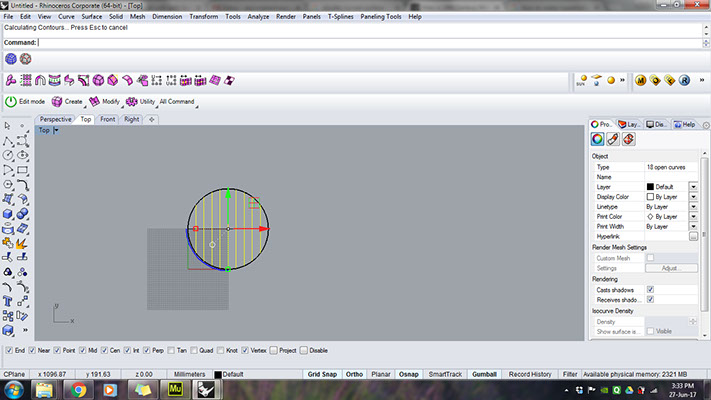 Untitled - Rhinoceros Corporate (64-bit) - [Top]
File Edit View Curve Surface Solid Mesh Dimension Transform Tools Analyze Render Panels T-Splines Paneling Tools Help
Calculating Contours... Press Esc to cancel
Command:
Edit mode Create Modify Utility All Command
Perspective Top Front Right
Top
Pro.. Lay.. Dis.. Help
Object
Type 18 open curves
Name
Layer Default
Display Color By Layer
Linetype By Layer
Print Color By Layer
Print Width By Layer
Hyperlink ...
Render Mesh Settings
Custom Mesh
Settings Adjust...
Rendering
Casts shadows
Receives shado...
Isocurve Density
Density
Show surface is... Visible
y
x
End Near Point Mid Cen Int Perp Tan Quad Knot Vertex Project Disable
CPlane x 1096.87 y 191.63 z 0.00 Millimeters Default Grid Snap Ortho Planar Osnap SmartTrack Gumball Record History Filter Available physical memory: 2321 MB
Mu
3:33 PM
27-Jun-17